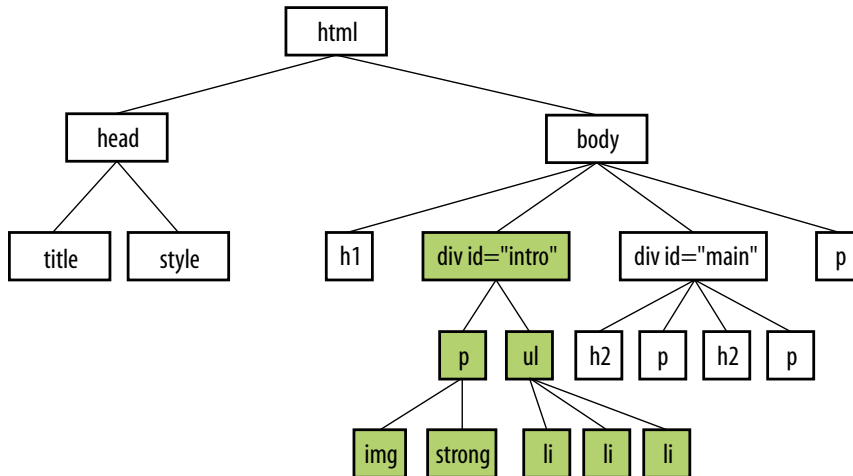 html
head
body
title
style
h1
div id="intro"
div id="main"
p
p
ul
h2
p
h2
p
img
strong
li
li
li